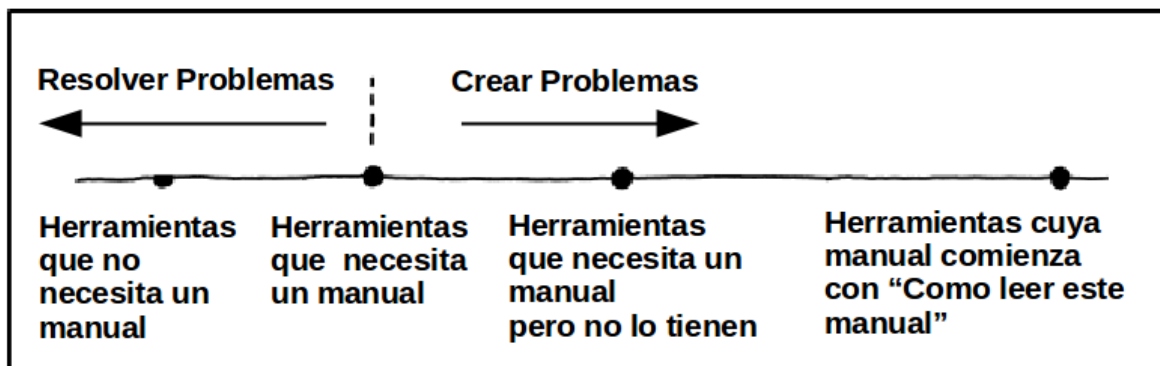 Resolver Problemas
Crear Problemas
Herramientas
que no
necesita un
manual
Herramientas
que  necesita
un manual
Herramientas
que necesita un
manual
pero no lo tienen
Herramientas cuya
manual comienza
con “Como leer este
manual”